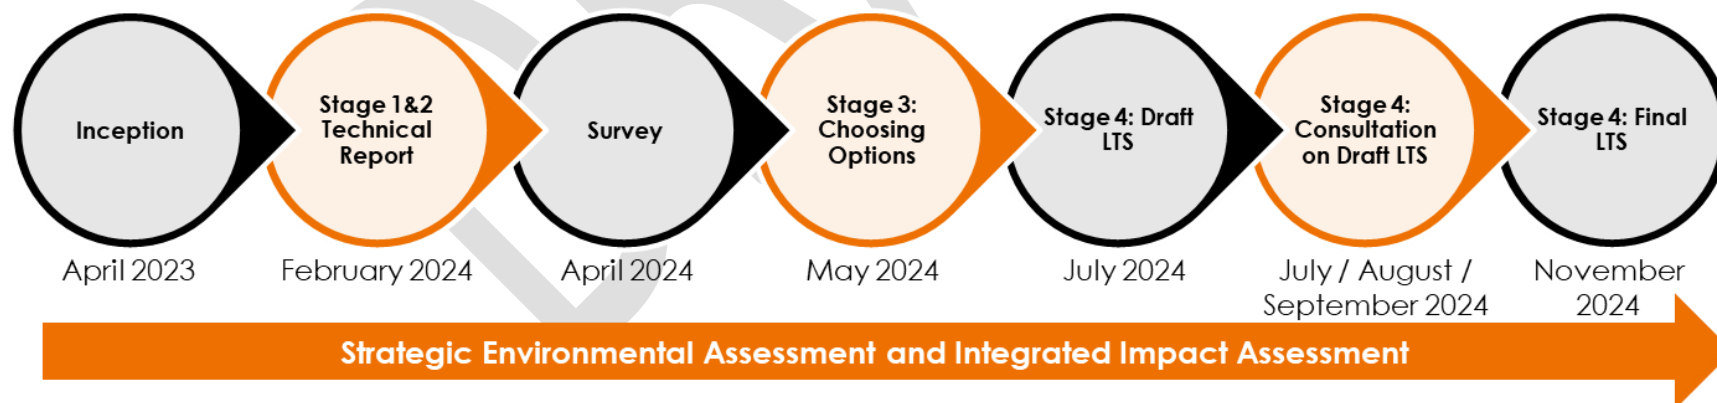 Inception
Stage 1&2
Technical
Report
Survey
Stage 3:
Choosing
Options
Stage 4: Draft
LTS
Stage 4:
Consultation
on Draft LTS
Stage 4: Final
LTS
April 2023
February 2024
April 2024
May 2024
July 2024
July / August /
September 2024
November
2024
Strategic Environmental Assessment and Integrated Impact Assessment